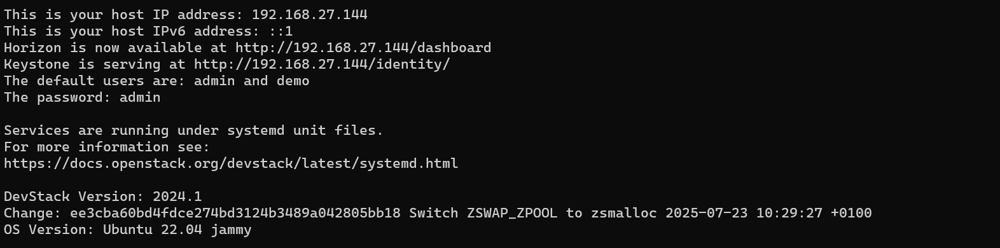 This is your host IP address: 192.168.27.144
This is your host IPv6 address: ::1
Horizon is now available at http://192.168.27.144/dashboard
Keystone is serving at http://192.168.27.144/identity/
The default users are: admin and demo
The password: admin

Services are running under systemd unit files.
For more information see:
https://docs.openstack.org/devstack/latest/systemd.html

DevStack Version: 2024.1
Change: ee3cba60bd4fdce274bd3124b3489a042805bb18 Switch ZSWAP_ZPOOL to zsmalloc 2025-07-23 10:29:27 +0100
OS Version: Ubuntu 22.04 jammy